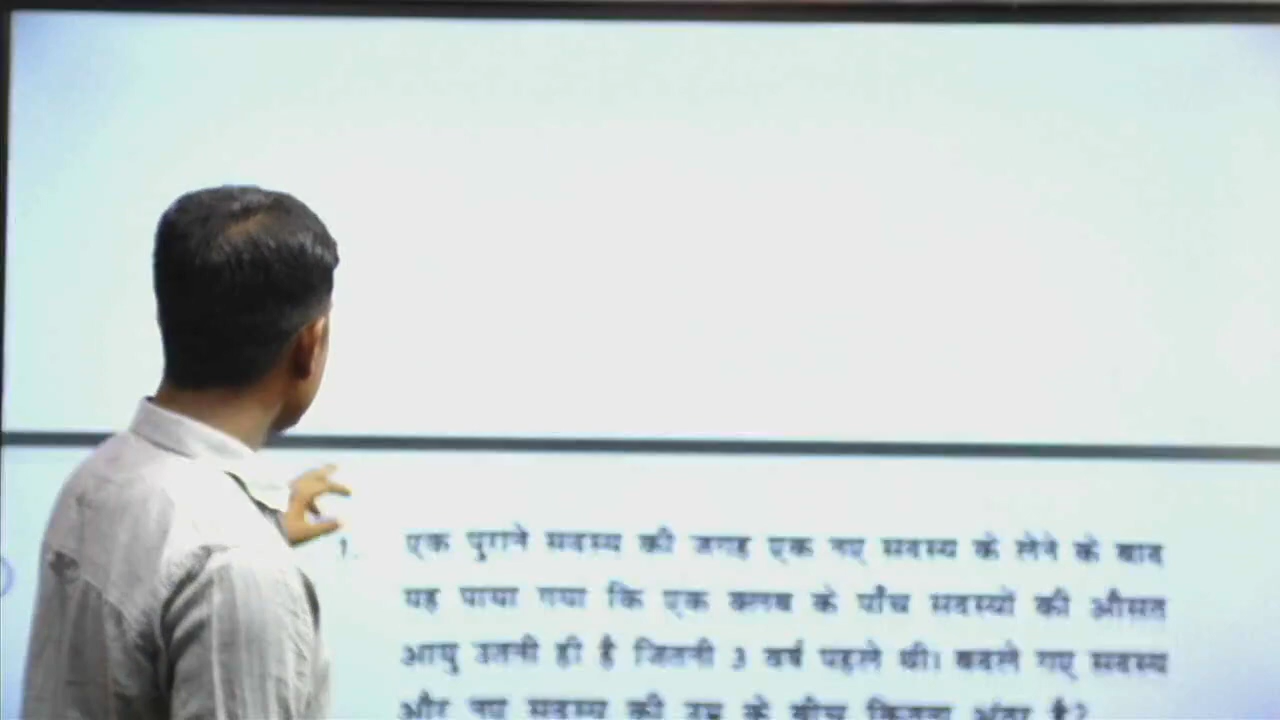 1. एक पुराने सदस्य की जगह एक नए सदस्य के लेने के बाद
यह पाया गया कि एक क्लब के पाँच सदस्यों की औसत
आयु उतनी ही है जितनी 3 वर्ष पहले थी। बदले गए सदस्य
और नए सदस्य की उम्र के बीच कितना अंतर है?